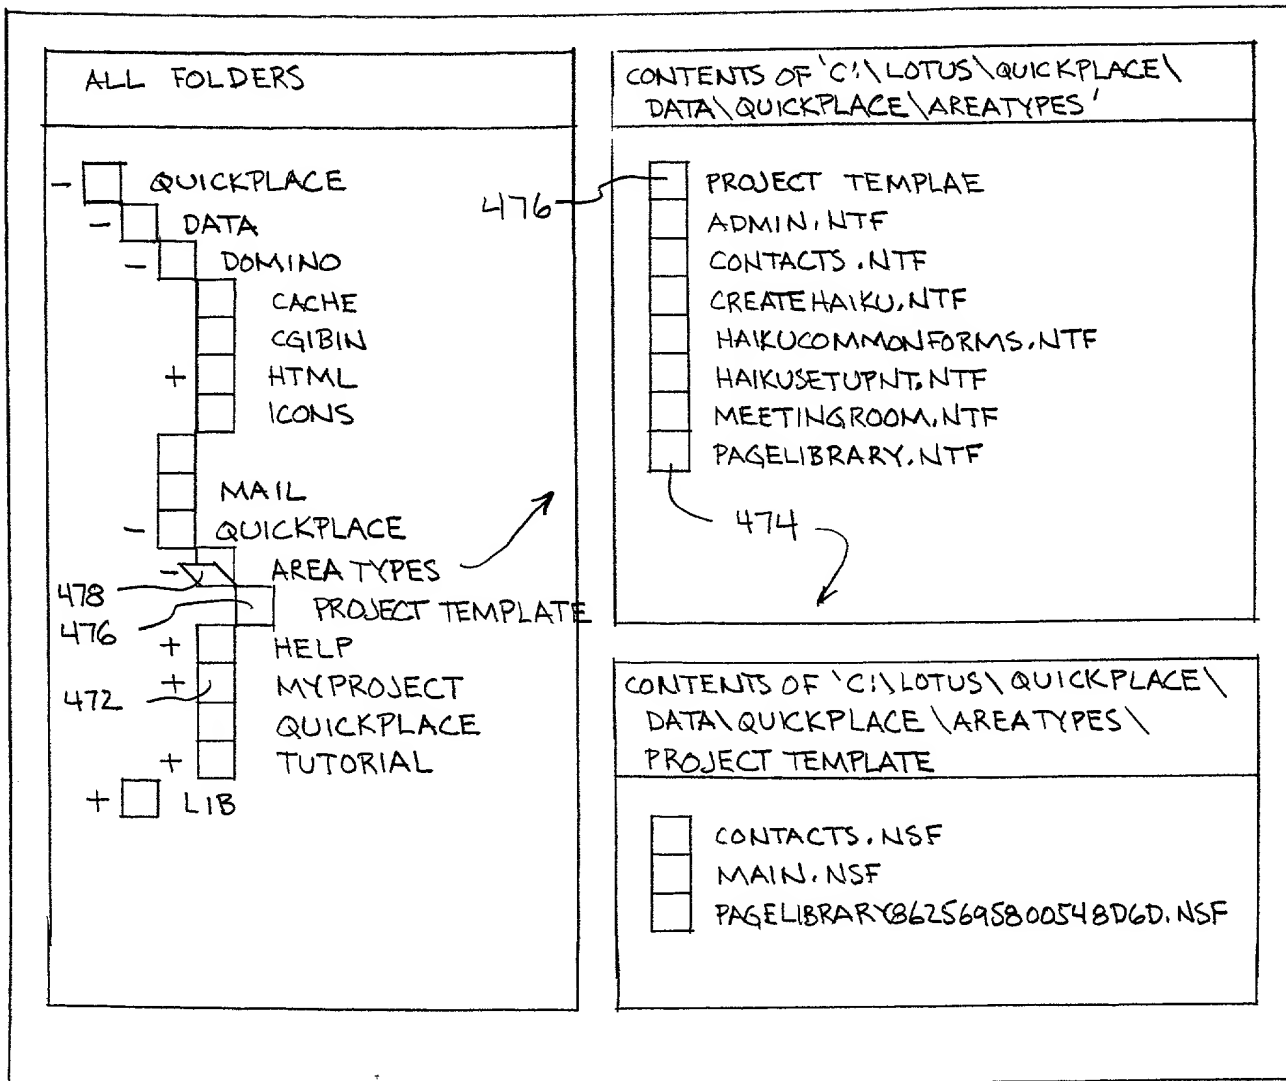 ALL FOLDERS
- QUICKPLACE
- DATA
- DOMINO
CACHE
CGIBIN
+ HTML
ICONS
MAIL
- QUICKPLACE
- AREA TYPES
478
PROJECT TEMPLATE
476
+ HELP
+ MYPROJECT
472
QUICKPLACE
+ TUTORIAL
+ LIB
CONTENTS OF 'C:\LOTUS\QUICKPLACE\
DATA\QUICKPLACE\AREATYPES'
476
PROJECT TEMPLAE
ADMIN.NTF
CONTACTS.NTF
CREATEHAIKU.NTF
HAIKUCOMMONFORMS.NTF
HAIKUSETUPNT.NTF
MEETINGROOM.NTF
PAGELIBRARY.NTF
474
CONTENTS OF 'C:\LOTUS\QUICKPLACE\
DATA\QUICKPLACE\AREATYPES\
PROJECT TEMPLATE
CONTACTS.NSF
MAIN.NSF
PAGELIBRARY8625695800548D6D.NSF